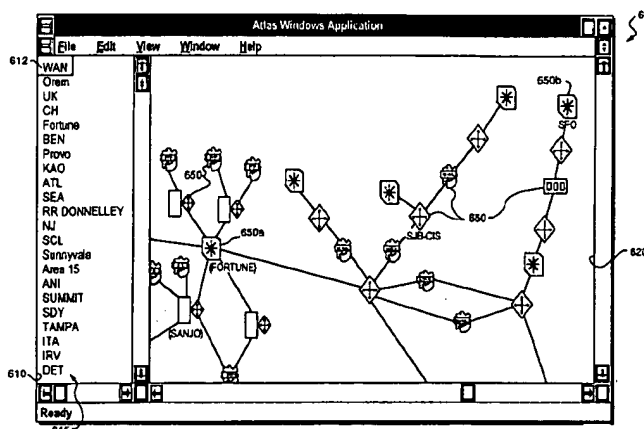 Atlas Windows Application
File Edit View Window Help
612
WAN
Orem
UK
CH
Fortune
BEN
Provo
KAO
ATL
SEA
RR DONNELLEY
NJ
SCL
Sunnyvale
Area 15
ANI
SUMMIT
SDY
TAMPA
ITA
IRV
DET
610
650b
SFO
650
650
650a
(FORTUNE)
SJB-CIS
(SANJO)
Ready